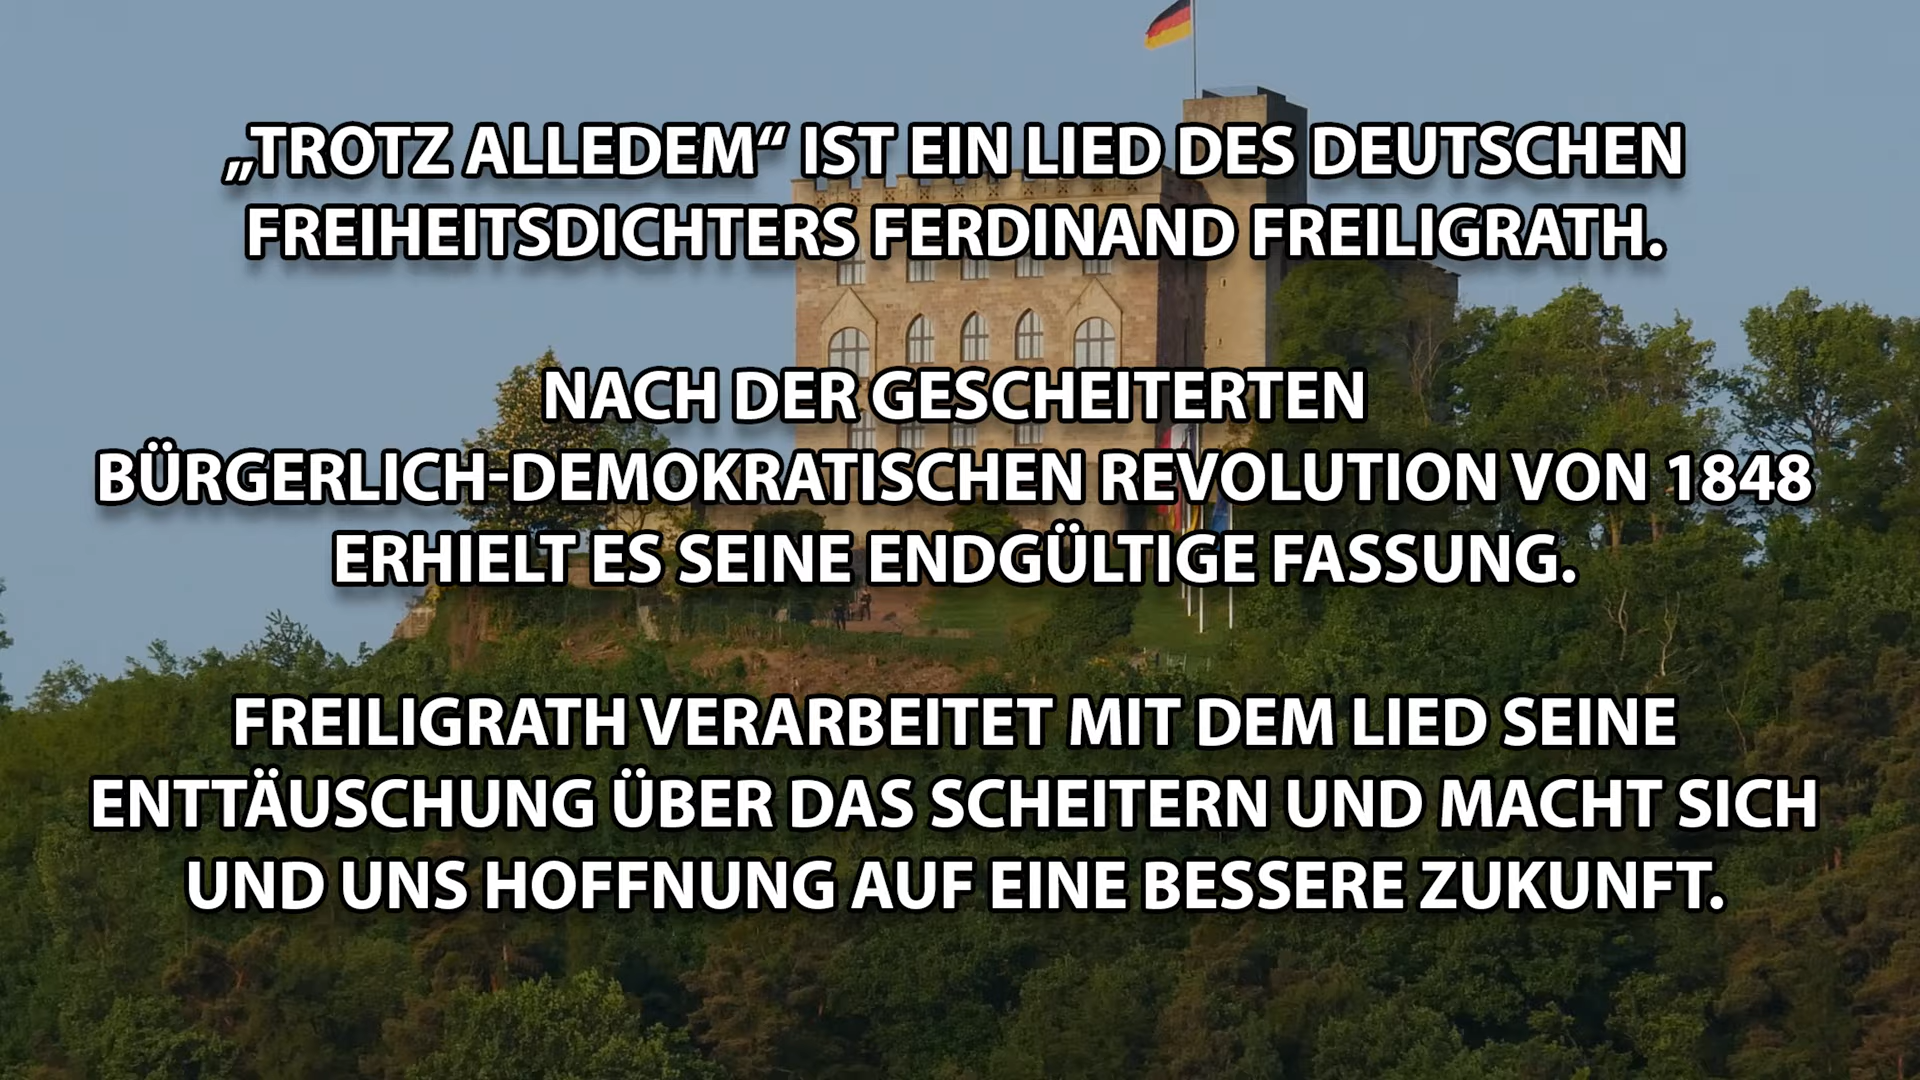 „TROTZ ALLEDEM“ IST EIN LIED DES DEUTSCHEN
FREIHEITSDICHTERS FERDINAND FREILIGRATH.
NACH DER GESCHEITERTEN
BÜRGERLICH-DEMOKRATISCHEN REVOLUTION VON 1848
ERHIELT ES SEINE ENDGÜLTIGE FASSUNG.
FREILIGRATH VERARBEITET MIT DEM LIED SEINE
ENTTÄUSCHUNG ÜBER DAS SCHEITERN UND MACHT SICH
UND UNS HOFFNUNG AUF EINE BESSERE ZUKUNFT.